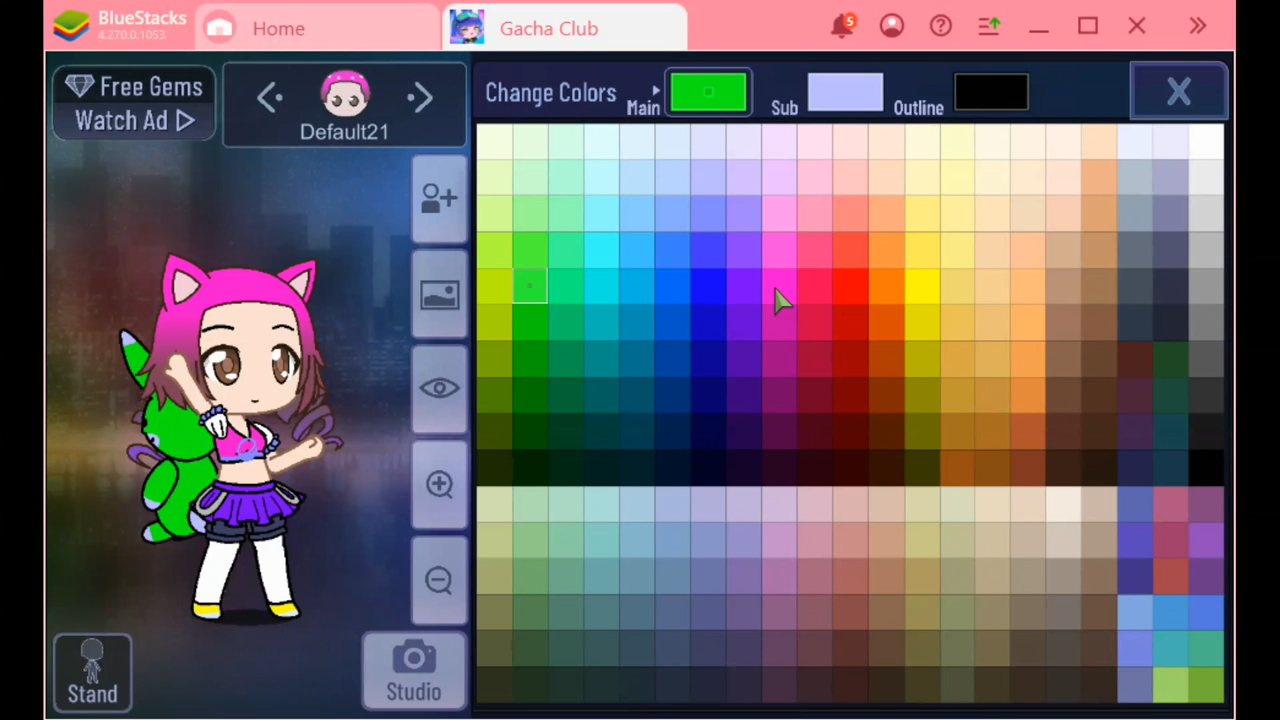 BlueStacks
4.270.0.1053
Home
Gacha Club
5
Free Gems
Watch Ad
Default21
Change Colors
Main
Sub
Outline
X
Stand
Studio